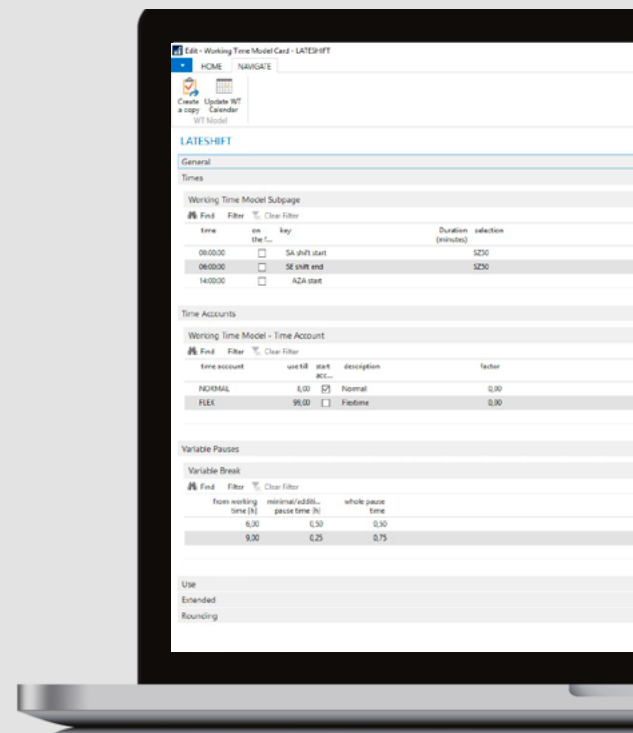 Edit - Working Time Model Card - LATESHIFT
HOME NAVIGATE
Create a copy
Update WT Calendar
WT Model
LATESHIFT
General
Times
Working Time Model Subpage
Find Filter Clear Filter
time on the f... key Duration (minutes) selection
00:00:00 SA shift start SZ30
06:00:00 SE shift end SZ30
14:00:00 AZA start
Time Accounts
Working Time Model - Time Account
Find Filter Clear Filter
time account use till start acc... description factor
NORMAL 8,00 Normal 0,00
FLEX 99,00 Flextime 0,00
Variable Pauses
Variable Break
Find Filter Clear Filter
from working time [h] minimal/additi... pause time [h] whole pause time
6,00 0,50 0,50
9,00 0,25 0,75
Use
Extended
Rounding